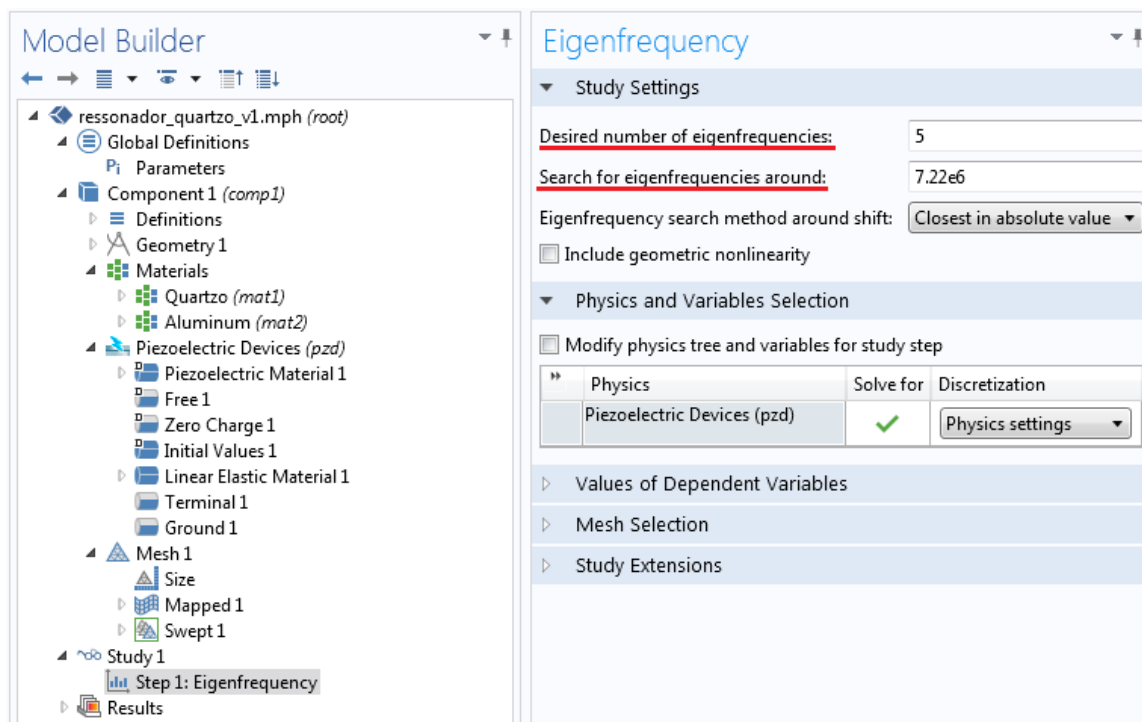 Model Builder
ressonador_quartzo_v1.mph (root)
Global Definitions
Pi Parameters
Component 1 (comp1)
Definitions
Geometry 1
Materials
Quartzo (mat1)
Aluminum (mat2)
Piezoelectric Devices (pzd)
Piezoelectric Material 1
Free 1
Zero Charge 1
Initial Values 1
Linear Elastic Material 1
Terminal 1
Ground 1
Mesh 1
Size
Mapped 1
Swept 1
Study 1
Step 1: Eigenfrequency
Results
Eigenfrequency
Study Settings
Desired number of eigenfrequencies: 5
Search for eigenfrequencies around: 7.22e6
Eigenfrequency search method around shift: Closest in absolute value
Include geometric nonlinearity
Physics and Variables Selection
Modify physics tree and variables for study step
Physics Solve for Discretization
Piezoelectric Devices (pzd) Physics settings
Values of Dependent Variables
Mesh Selection
Study Extensions